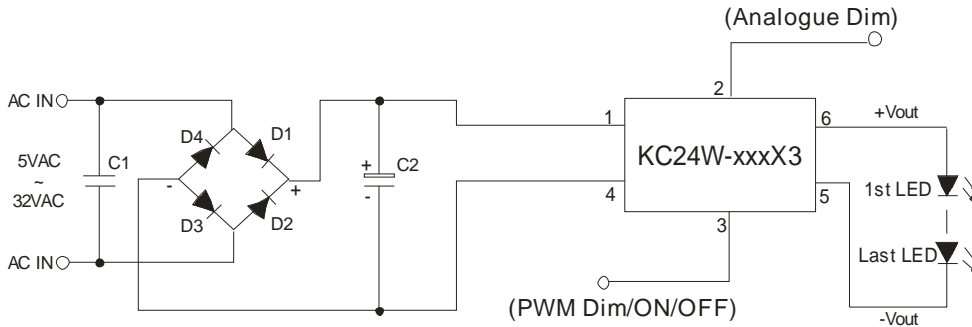 (Analogue Dim)
2
AC IN
D4
D1
1
6
+Vout
5VAC
~
32VAC
C1
-
+
+
-
C2
KC24W-xxxX3
1st LED
D3
D2
4
5
3
Last LED
AC IN
(PWM Dim/ON/OFF)
-Vout